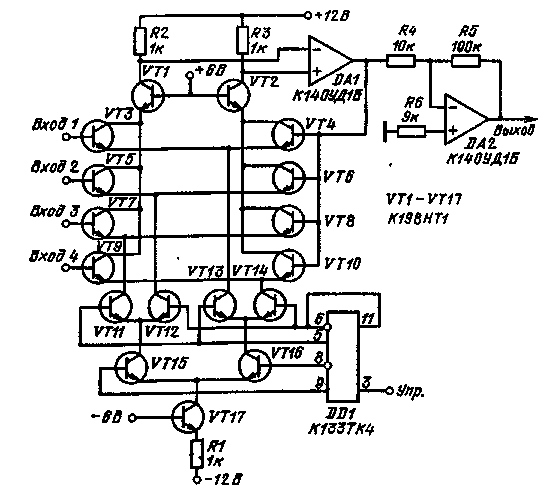 +12В
R2
1к
R3
1к
R4
10к
R5
100к
VT1
+6В
VT2
DA1
К140УД1Б
R6
9к
DA2
К140УД1Б
Выход
Вход 1
VT3
VT4
Вход 2
VT5
VT6
Вход 3
VT7
VT8
Вход 4
VT9
VT10
VT1-VT17
К198НТ1
VT13
VT14
VT11
VT12
6
11
5
8
9
3
Упр.
VT15
VT16
DD1
К133ТК4
-6В
VT17
R1
1к
-12В